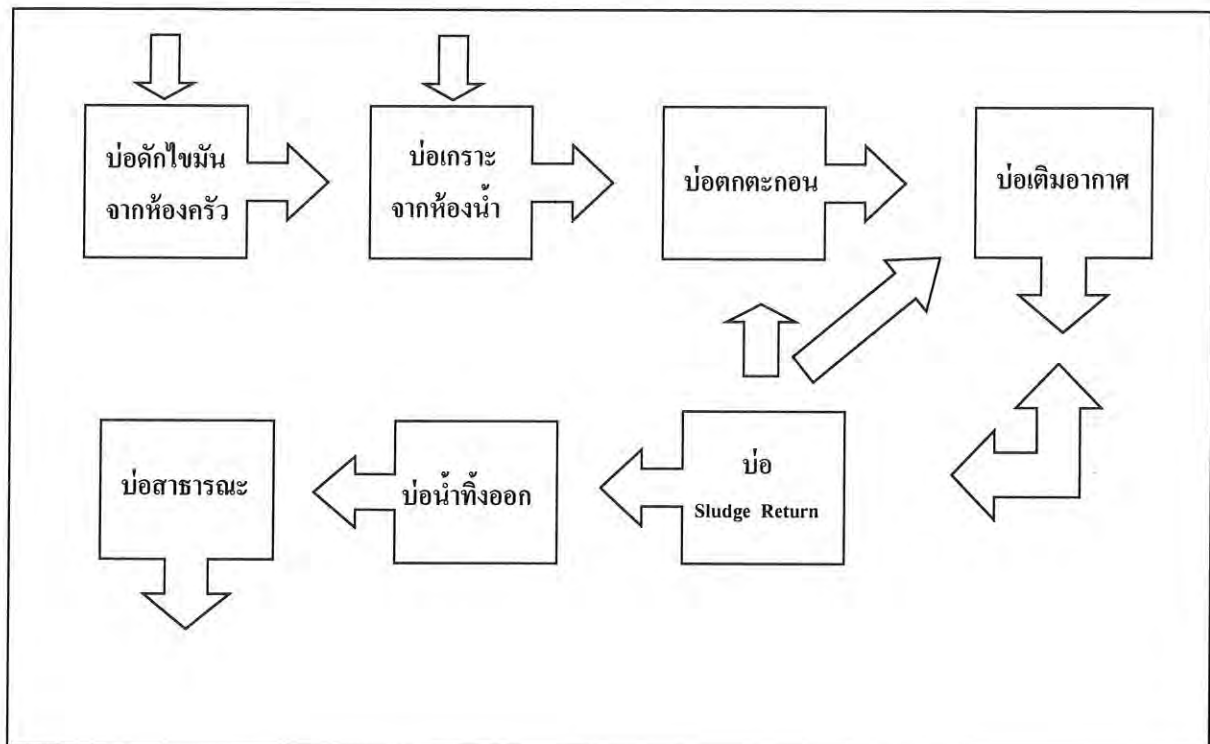 บ่อดักไขมัน
จากห้องครัว
บ่อเกราะ
จากห้องน้ำ
บ่อตกตะกอน
บ่อเติมอากาศ
บ่อสาธารณะ
บ่อน้ำทิ้งออก
บ่อ
Sludge Return